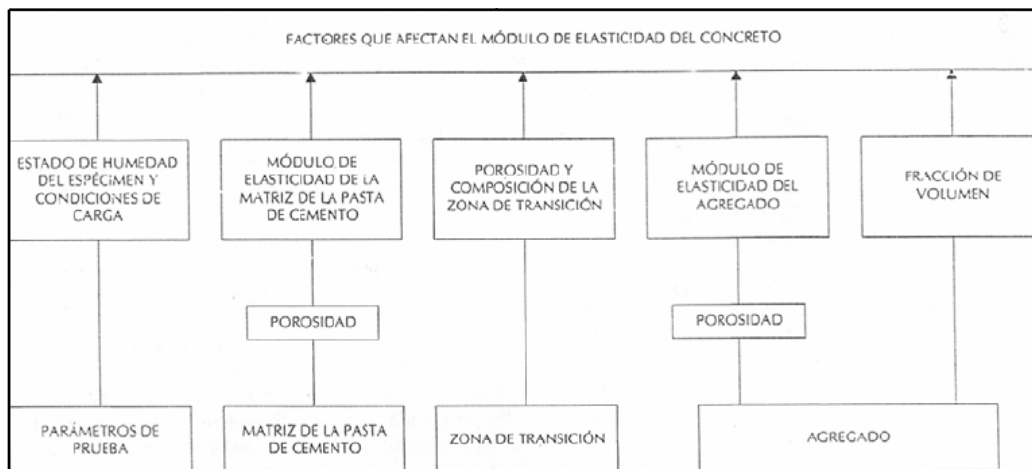 FACTORES QUE AFECTAN EL MÓDULO DE ELASTICIDAD DEL CONCRETO
ESTADO DE HUMEDAD
DEL ESPÉCIMEN Y
CONDICIONES DE
CARGA
MÓDULO DE
ELASTICIDAD DE LA
MATRIZ DE LA PASTA
DE CEMENTO
POROSIDAD Y
COMPOSICIÓN DE LA
ZONA DE TRANSICIÓN
MÓDULO DE
ELASTICIDAD DEL
AGREGADO
FRACCIÓN DE
VOLUMEN
POROSIDAD
POROSIDAD
PARÁMETROS DE
PRUEBA
MATRIZ DE LA PASTA
DE CEMENTO
ZONA DE TRANSICIÓN
AGREGADO